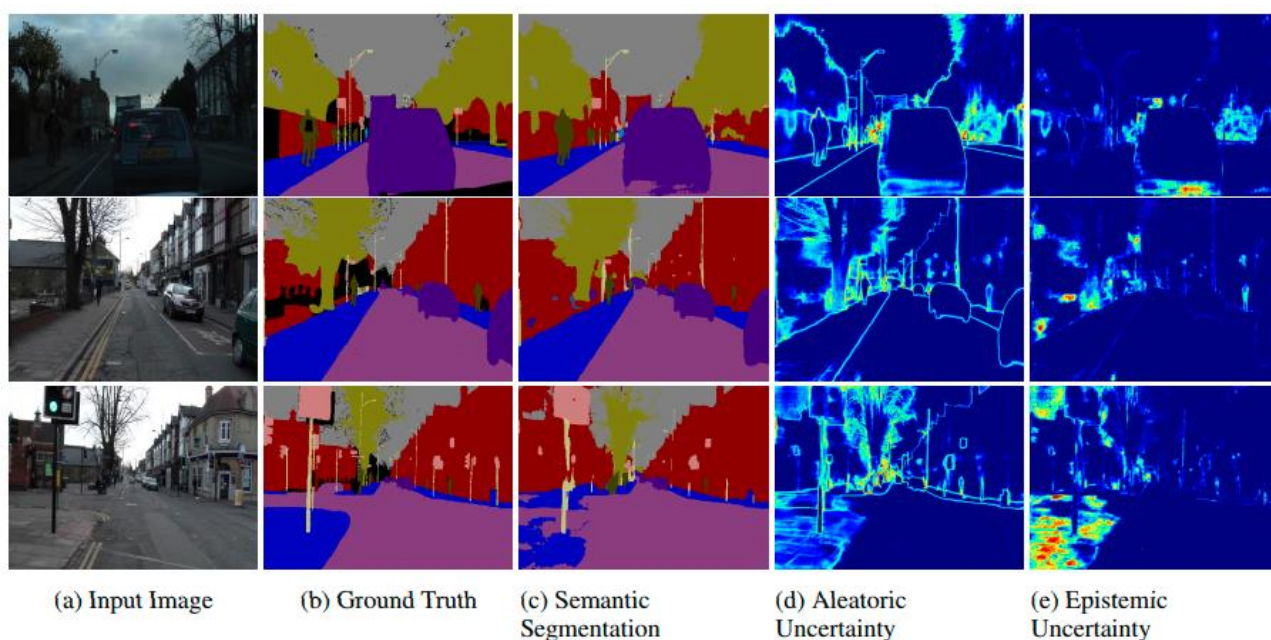 (a) Input Image
(b) Ground Truth
(c) Semantic
Segmentation
(d) Aleatoric
Uncertainty
(e) Epistemic
Uncertainty